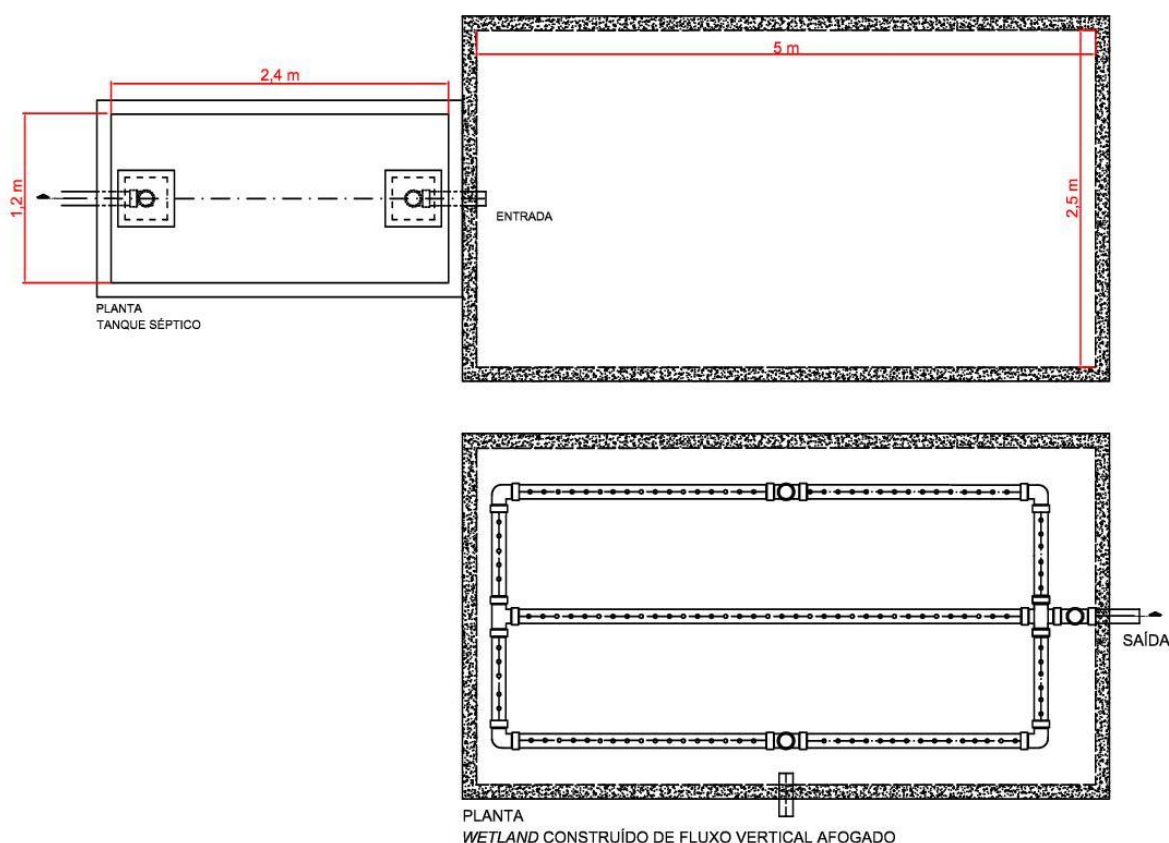 5 m
2,4 m
1,2 m
2,5 m
ENTRADA
PLANTA
TANQUE SÉPTICO
SAÍDA
PLANTA
WETLAND CONSTRUÍDO DE FLUXO VERTICAL AFOGADO